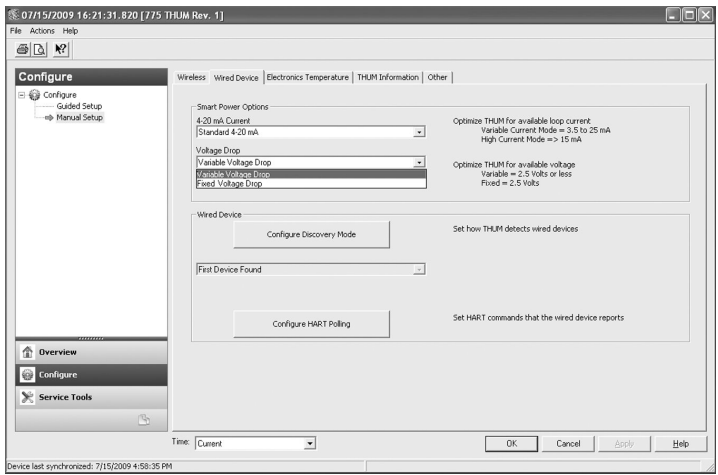 07/15/2009 16:21:31.820 [775 THUM Rev. 1]
File Actions Help
Configure
Configure
Guided Setup
Manual Setup
Overview
Configure
Service Tools
Wireless Wired Device Electronics Temperature THUM Information Other
Smart Power Options
4-20 mA Current
Standard 4-20 mA
Optimize THUM for available loop current
Variable Current Mode = 3.5 to 25 mA
High Current Mode => 15 mA
Voltage Drop
Variable Voltage Drop
Variable Voltage Drop
Fixed Voltage Drop
Optimize THUM for available voltage
Variable = 2.5 Volts or less
Fixed = 2.5 Volts
Wired Device
Configure Discovery Mode
Set how THUM detects wired devices
First Device Found
Configure HART Polling
Set HART commands that the wired device reports
Time: Current
OK Cancel Apply Help
Device last synchronized: 7/15/2009 4:58:35 PM